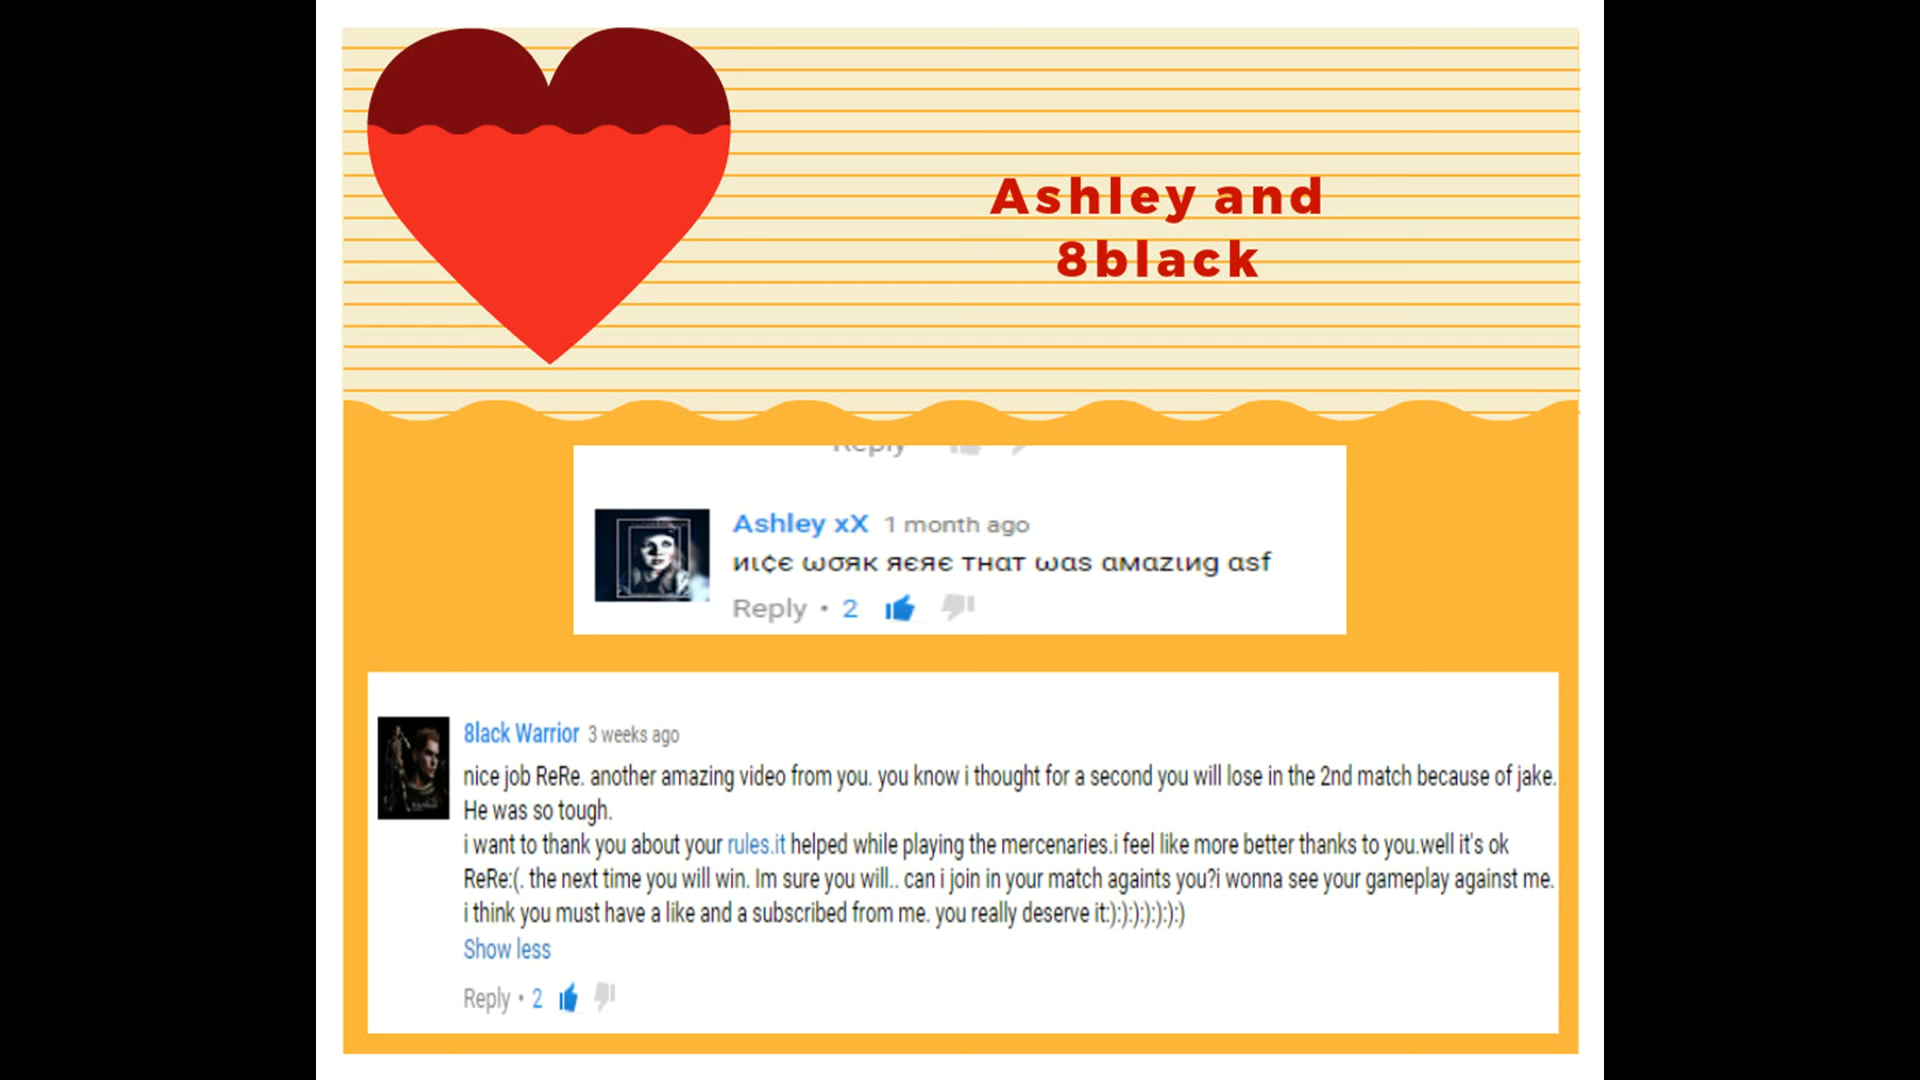 Ashley and
8black
Reply
Ashley xX 1 month ago
иι¢є ωσяк яєяє тнαт ωαѕ αмαzιиg αѕf
Reply • 2
8lack Warrior 3 weeks ago
nice job ReRe. another amazing video from you. you know i thought for a second you will lose in the 2nd match because of jake.
He was so tough.
i want to thank you about your rules.it helped while playing the mercenaries.i feel like more better thanks to you.well it's ok
ReRe:(. the next time you will win. Im sure you will.. can i join in your match againts you?i wonna see your gameplay against me.
i think you must have a like and a subscribed from me. you really deserve it:):):):):):):)
Show less
Reply • 2